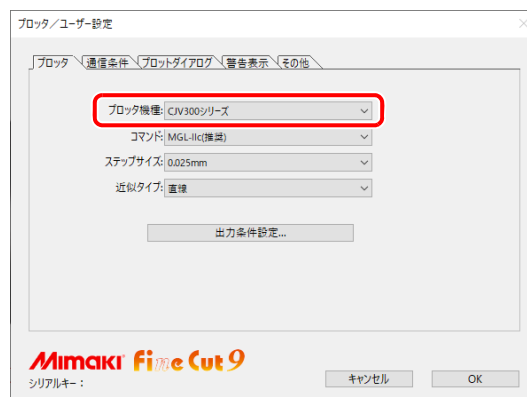 プロッタ／ユーザー設定
プロッタ 通信条件 プロットダイアログ 警告表示 その他
プロッタ機種: CJV300シリーズ
コマンド: MGL-IIc(推奨)
ステップサイズ: 0.025mm
近似タイプ: 直線
出力条件設定...
Mimaki Fine Cut 9
シリアルキー：
キャンセル OK